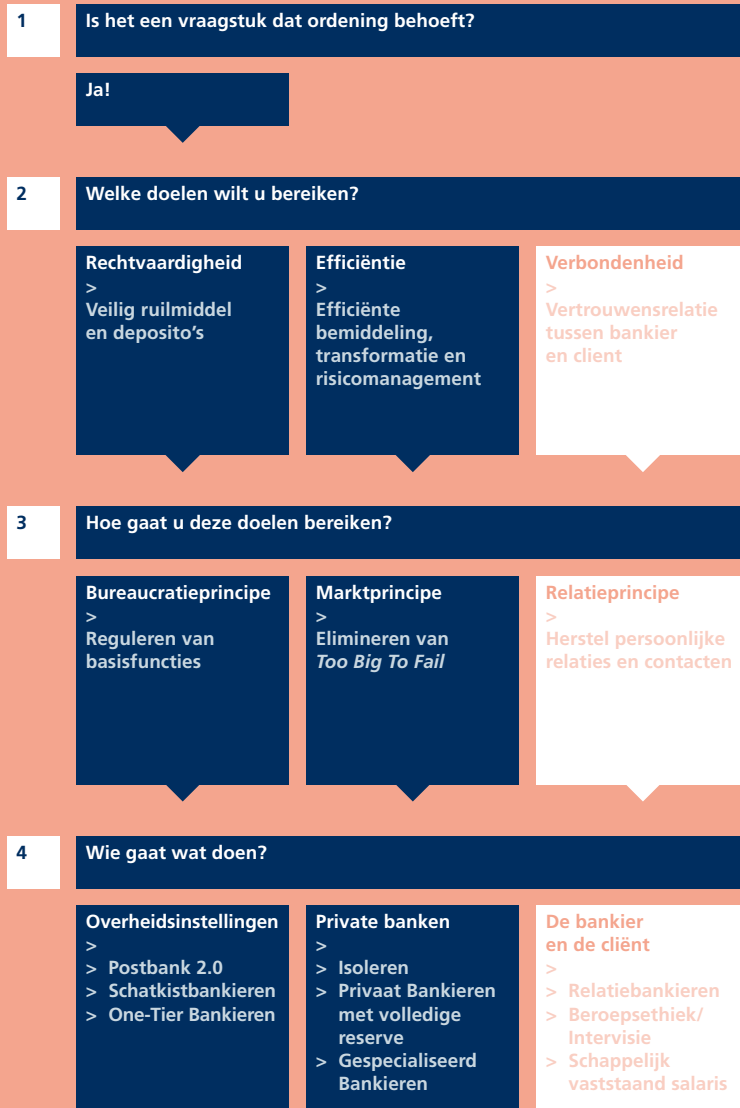 1
Is het een vraagstuk dat ordening behoeft?
Ja!
2
Welke doelen wilt u bereiken?
Rechtvaardigheid
>
Veilig ruilmiddel
en deposito’s
Efficiëntie
>
Efficiënte
bemiddeling,
transformatie en
risicomanagement
Verbondenheid
>
Vertrouwensrelatie
tussen bankier
en client
3
Hoe gaat u deze doelen bereiken?
Bureaucratieprincipe
>
Reguleren van
basisfuncties
Marktprincipe
>
Elimineren van
Too Big To Fail
Relatieprincipe
>
Herstel persoonlijke
relaties en contacten
4
Wie gaat wat doen?
Overheidsinstellingen
>
> Postbank 2.0
> Schatkistbankieren
> One-Tier Bankieren
Private banken
>
> Isoleren
> Privaat Bankieren
met volledige
reserve
> Gespecialiseerd
Bankieren
De bankier
en de cliënt
>
> Relatiebankieren
> Beroepsethiek/
Intervisie
> Schappelijk
vaststaand salaris